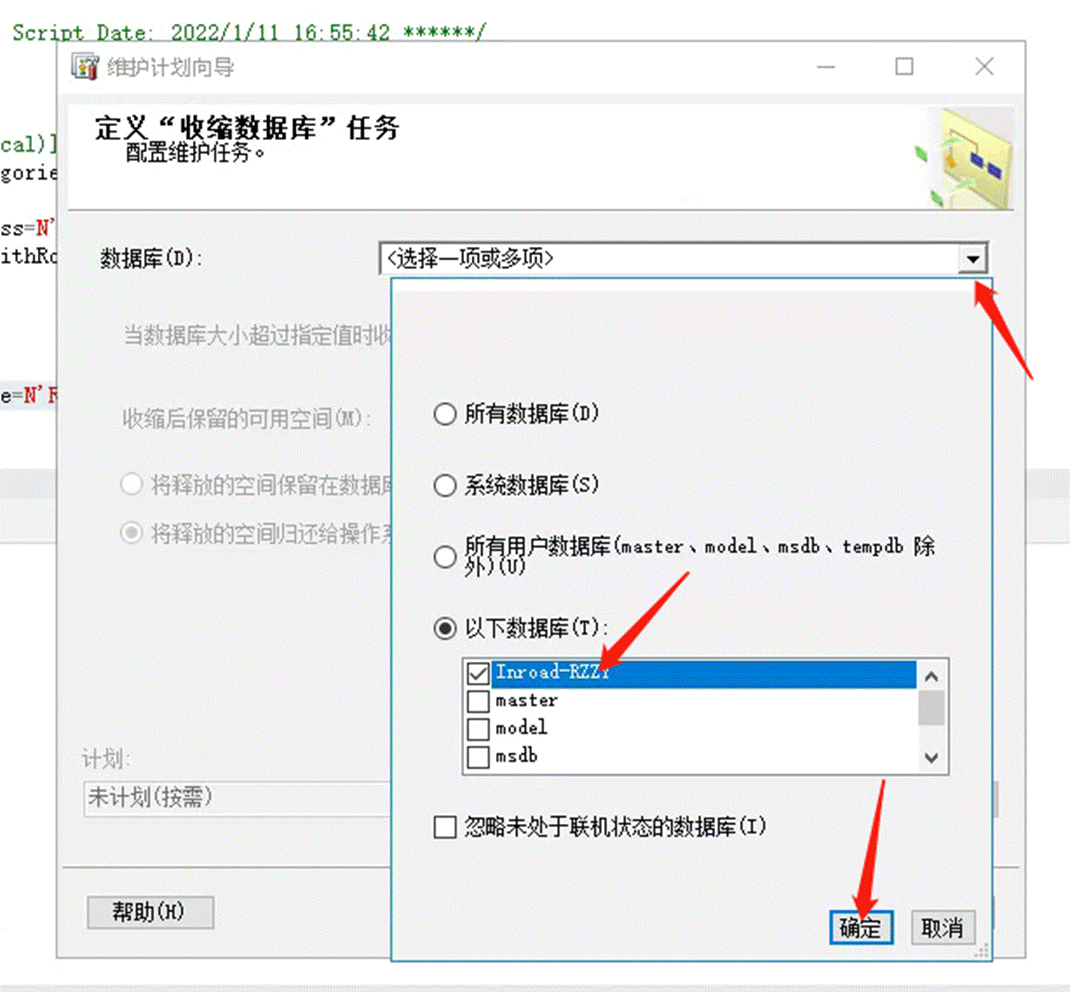 Script Date: 2022/1/11 16:55:42 ******/
维护计划向导
定义“收缩数据库”任务
配置维护任务。
cal)]
gorie
ss=N'
ithRo
数据库(D):
<选择一项或多项>
当数据库大小超过指定值时收
e=N'R
所有数据库(D)
收缩后保留的可用空间(M):
将释放的空间保留在数据库
系统数据库(S)
将释放的空间归还给操作系
所有用户数据库(master、model、msdb、tempdb 除
外)(U)
以下数据库(T):
Inroad-RZZY
master
model
msdb
计划:
未计划(按需)
忽略未处于联机状态的数据库(I)
帮助(H)
确定
取消